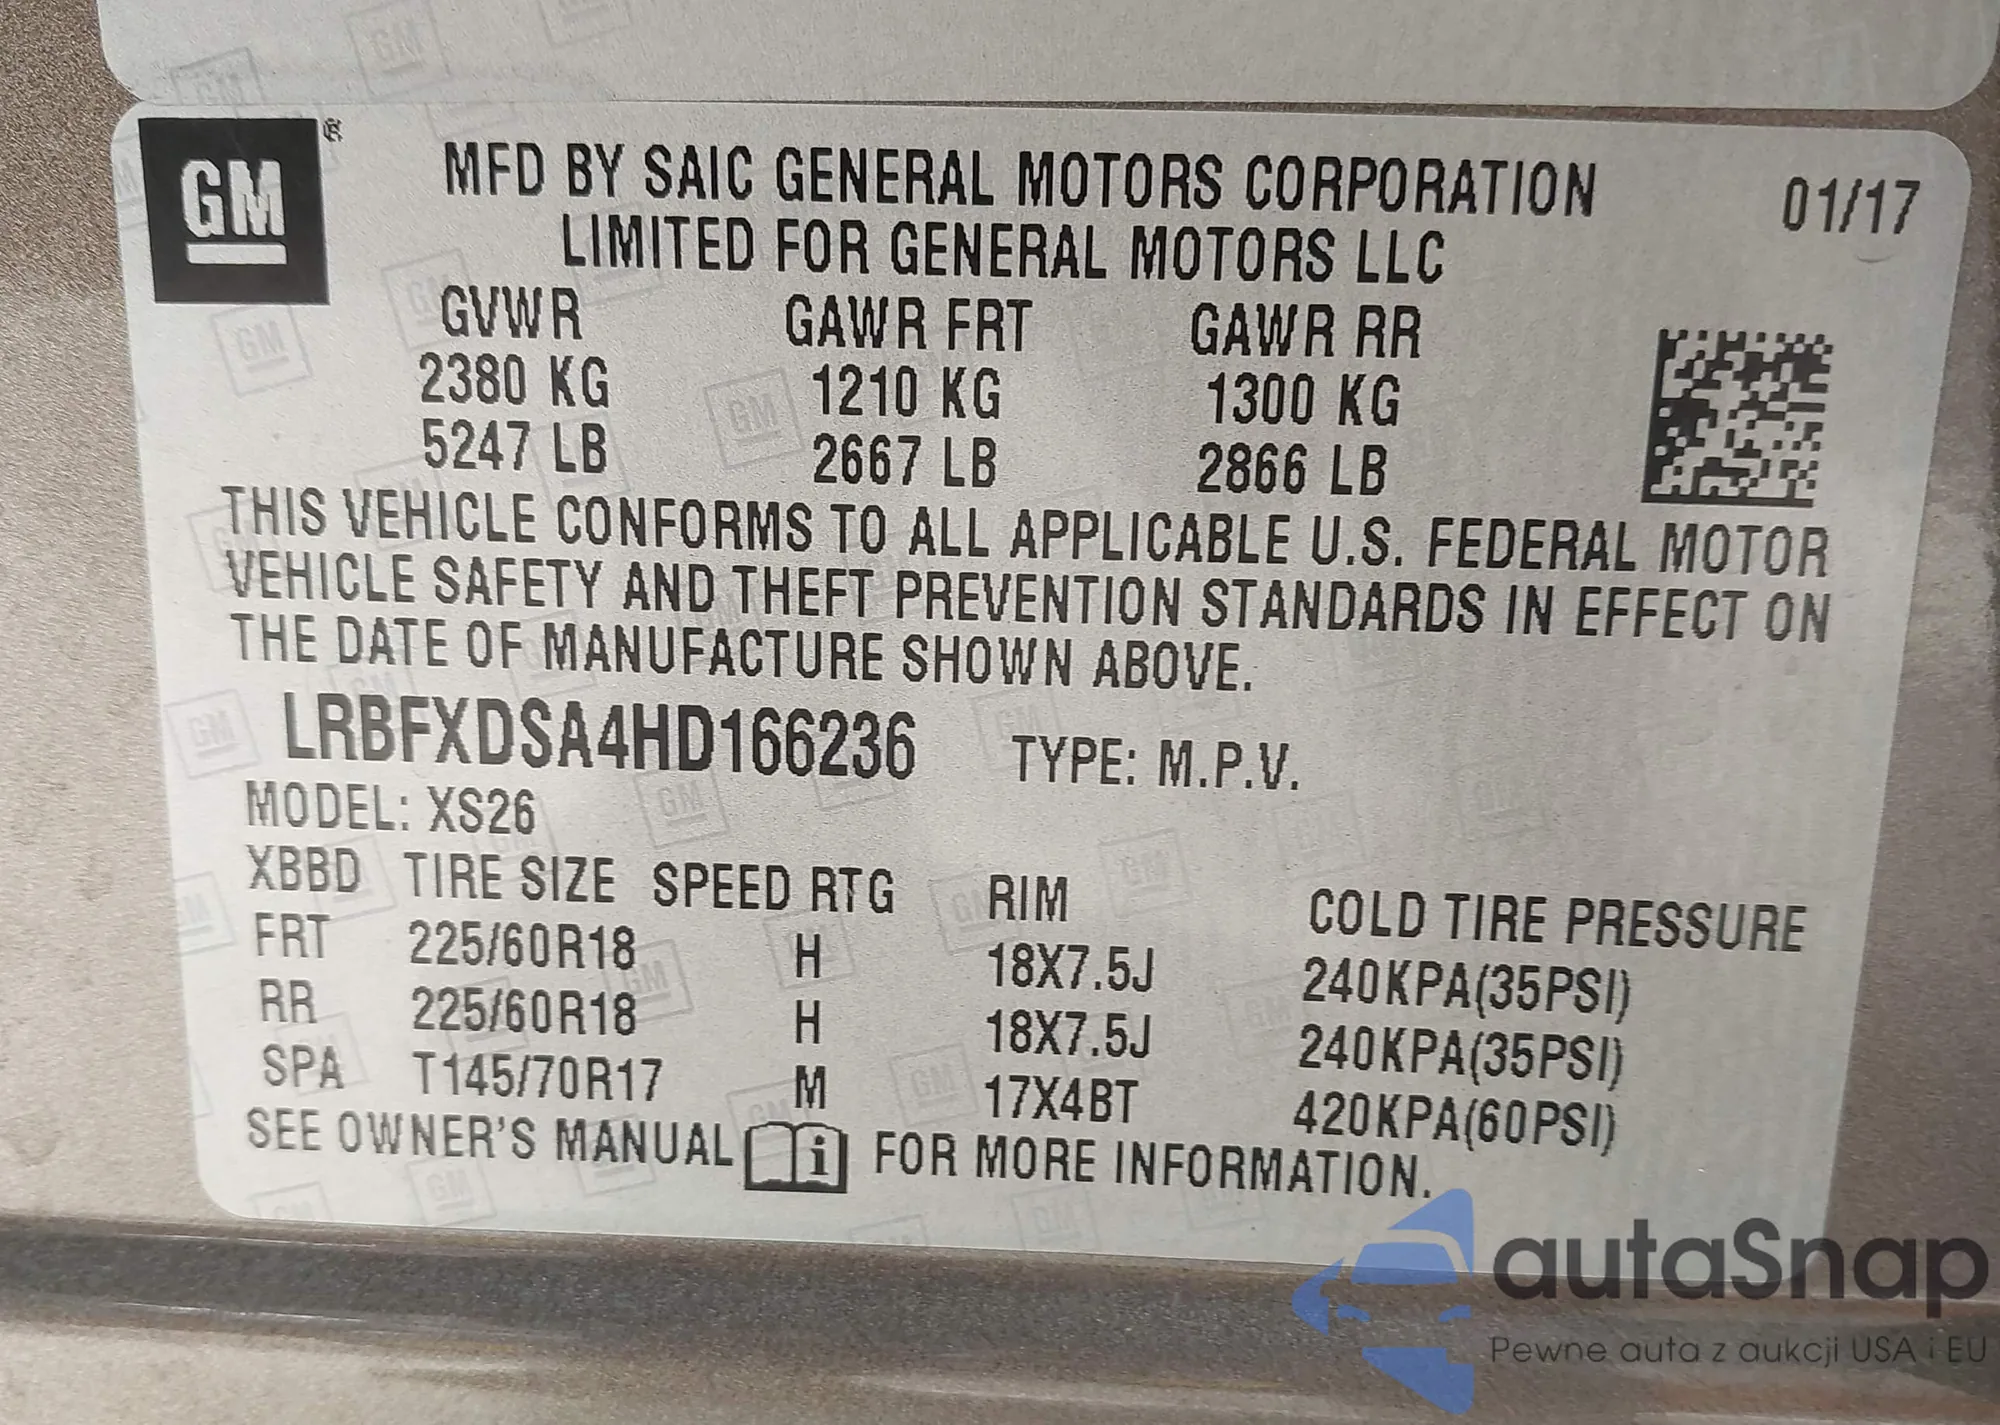 GM®
MFD BY SAIC GENERAL MOTORS CORPORATION 01/17
LIMITED FOR GENERAL MOTORS LLC
GVWR GAWR FRT GAWR RR
2380 KG 1210 KG 1300 KG
5247 LB 2667 LB 2866 LB
THIS VEHICLE CONFORMS TO ALL APPLICABLE U.S. FEDERAL MOTOR
VEHICLE SAFETY AND THEFT PREVENTION STANDARDS IN EFFECT ON
THE DATE OF MANUFACTURE SHOWN ABOVE.
LRBFXDSA4HD166236 TYPE: M.P.V.
MODEL: XS26
XBBD TIRE SIZE SPEED RTG RIM COLD TIRE PRESSURE
FRT 225/60R18 H 18X7.5J 240KPA(35PSI)
RR 225/60R18 H 18X7.5J 240KPA(35PSI)
SPA T145/70R17 M 17X4BT 420KPA(60PSI)
SEE OWNER'S MANUAL i FOR MORE INFORMATION.
autaSnap
Pewne auta z aukcji USA i EU